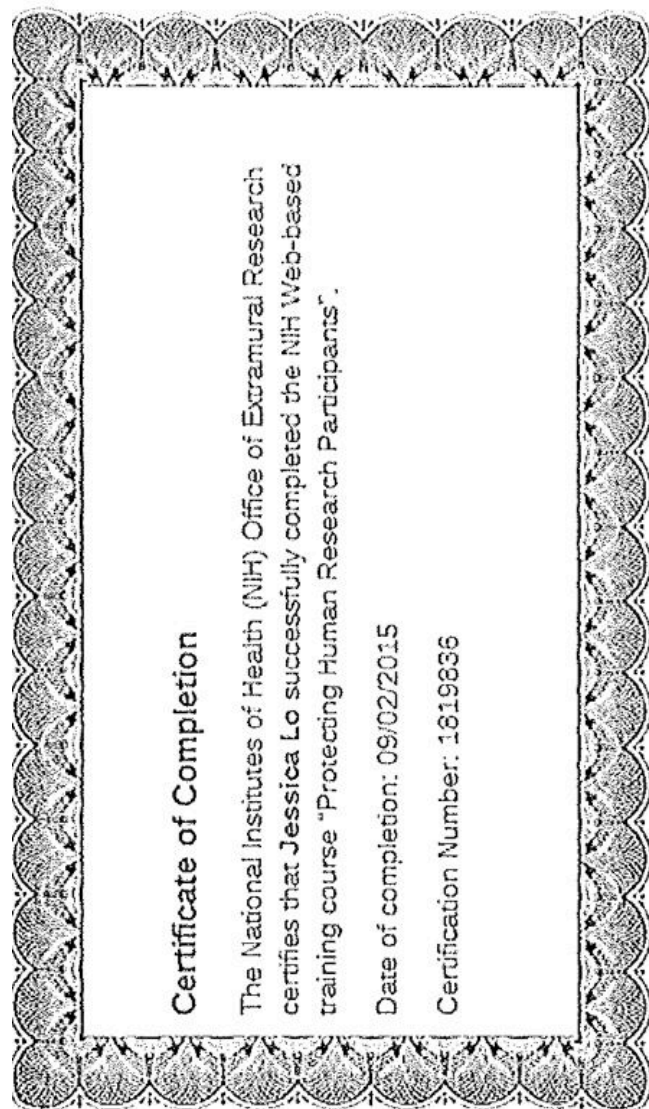 Certificate of Completion
The National Institutes of Health (NIH) Office of Extramural Research
certifies that Jessica Lo successfully completed the NIH Web-based
training course "Protecting Human Research Participants".
Date of completion: 09/02/2015
Certification Number: 1819836